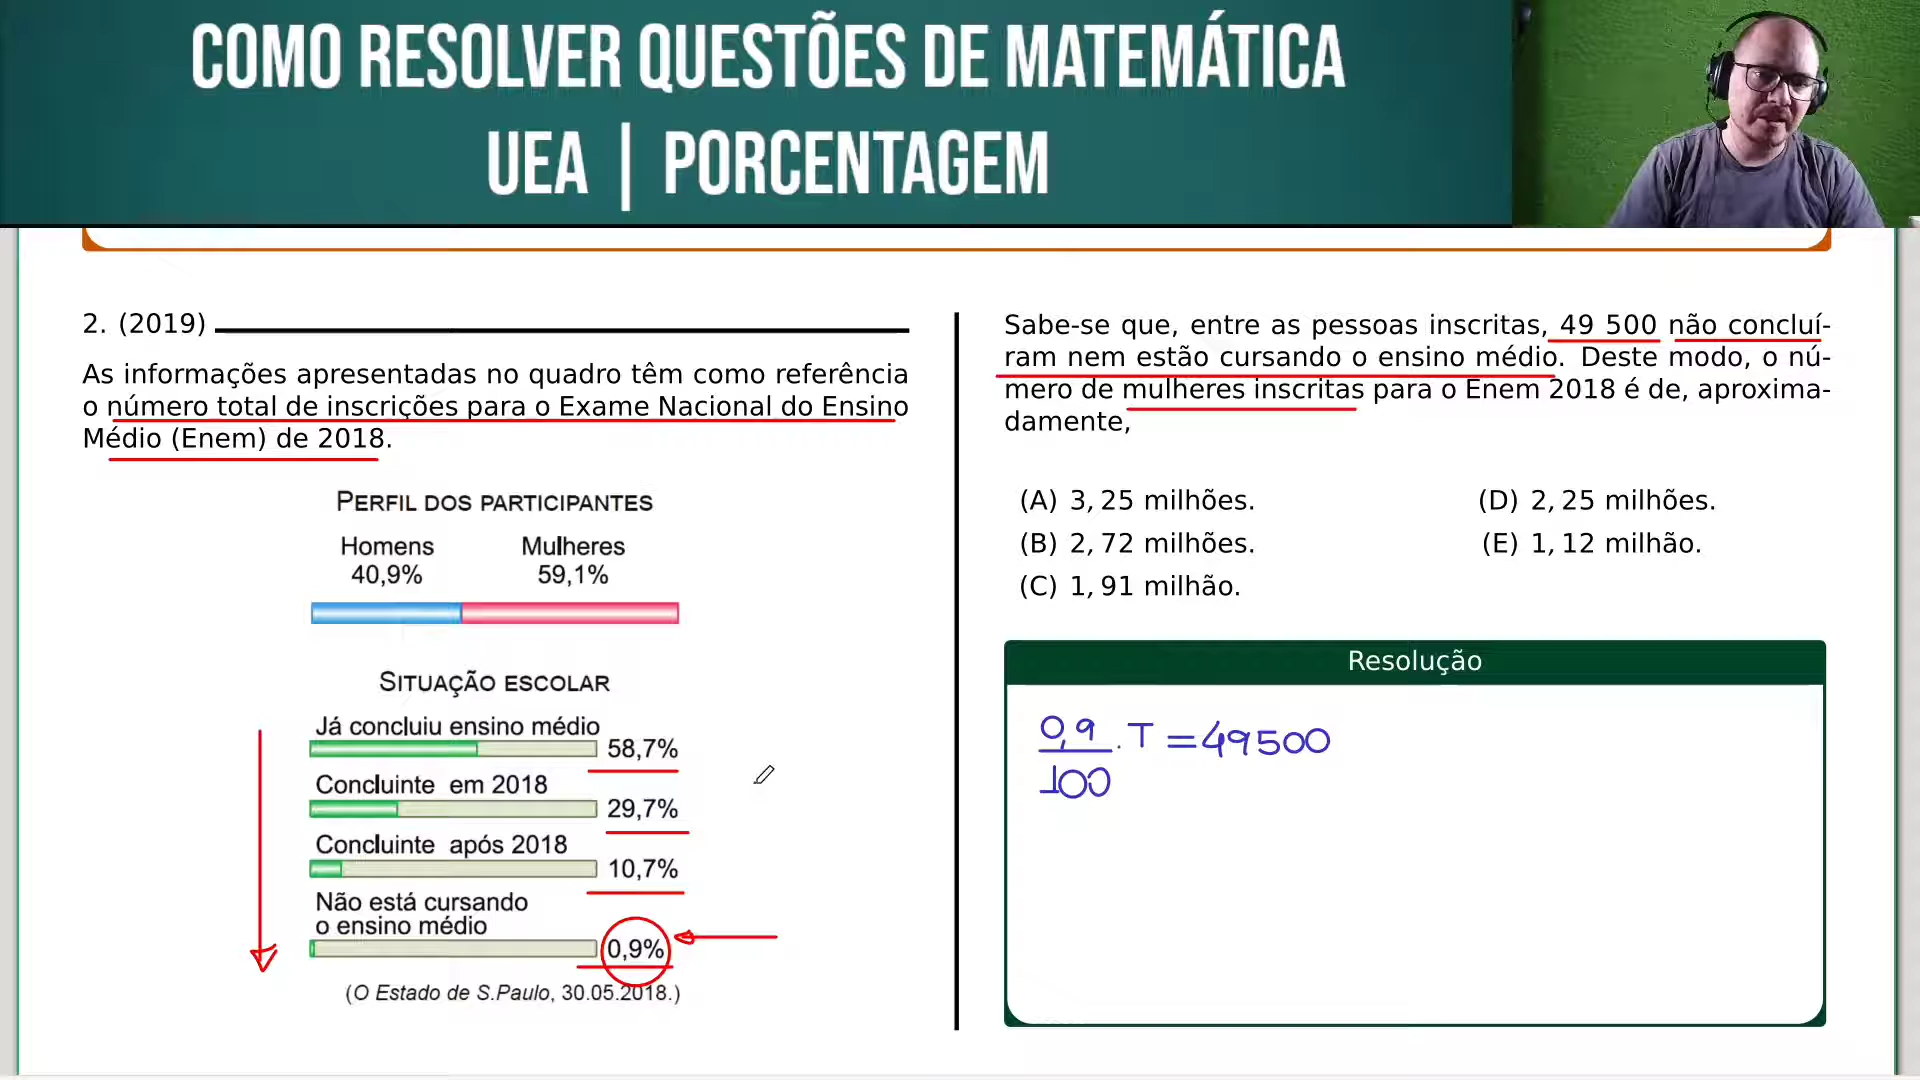 COMO RESOLVER QUESTÕES DE MATEMÁTICA
UEA | PORCENTAGEM
2. (2019)
As informações apresentadas no quadro têm como referência
o número total de inscrições para o Exame Nacional do Ensino
Médio (Enem) de 2018.
PERFIL DOS PARTICIPANTES
Homens Mulheres
40,9% 59,1%
SITUAÇÃO ESCOLAR
Já concluiu ensino médio
58,7%
Concluinte em 2018
29,7%
Concluinte após 2018
10,7%
Não está cursando
o ensino médio
0,9%
(O Estado de S.Paulo, 30.05.2018.)
Sabe-se que, entre as pessoas inscritas, 49 500 não concluí-
ram nem estão cursando o ensino médio. Deste modo, o nú-
mero de mulheres inscritas para o Enem 2018 é de, aproxima-
damente,
(A) 3, 25 milhões.
(B) 2, 72 milhões.
(C) 1, 91 milhão.
(D) 2, 25 milhões.
(E) 1, 12 milhão.
Resolução
0,9/100 . T = 49500